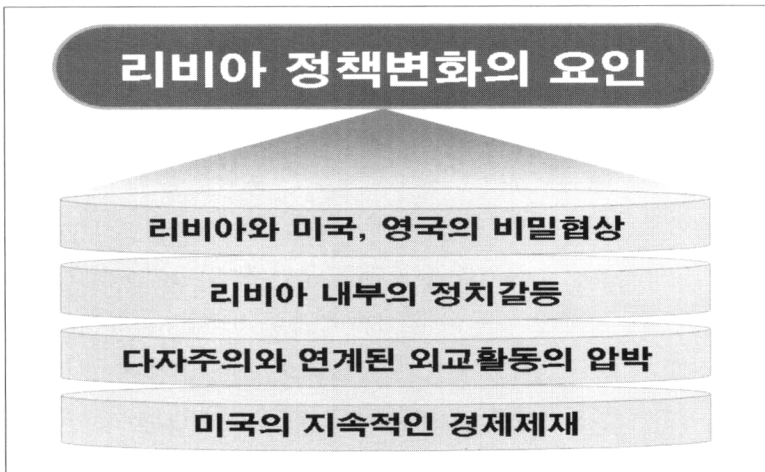 리비아 정책변화의 요인
리비아와 미국, 영국의 비밀협상
리비아 내부의 정치갈등
다자주의와 연계된 외교활동의 압박
미국의 지속적인 경제제재